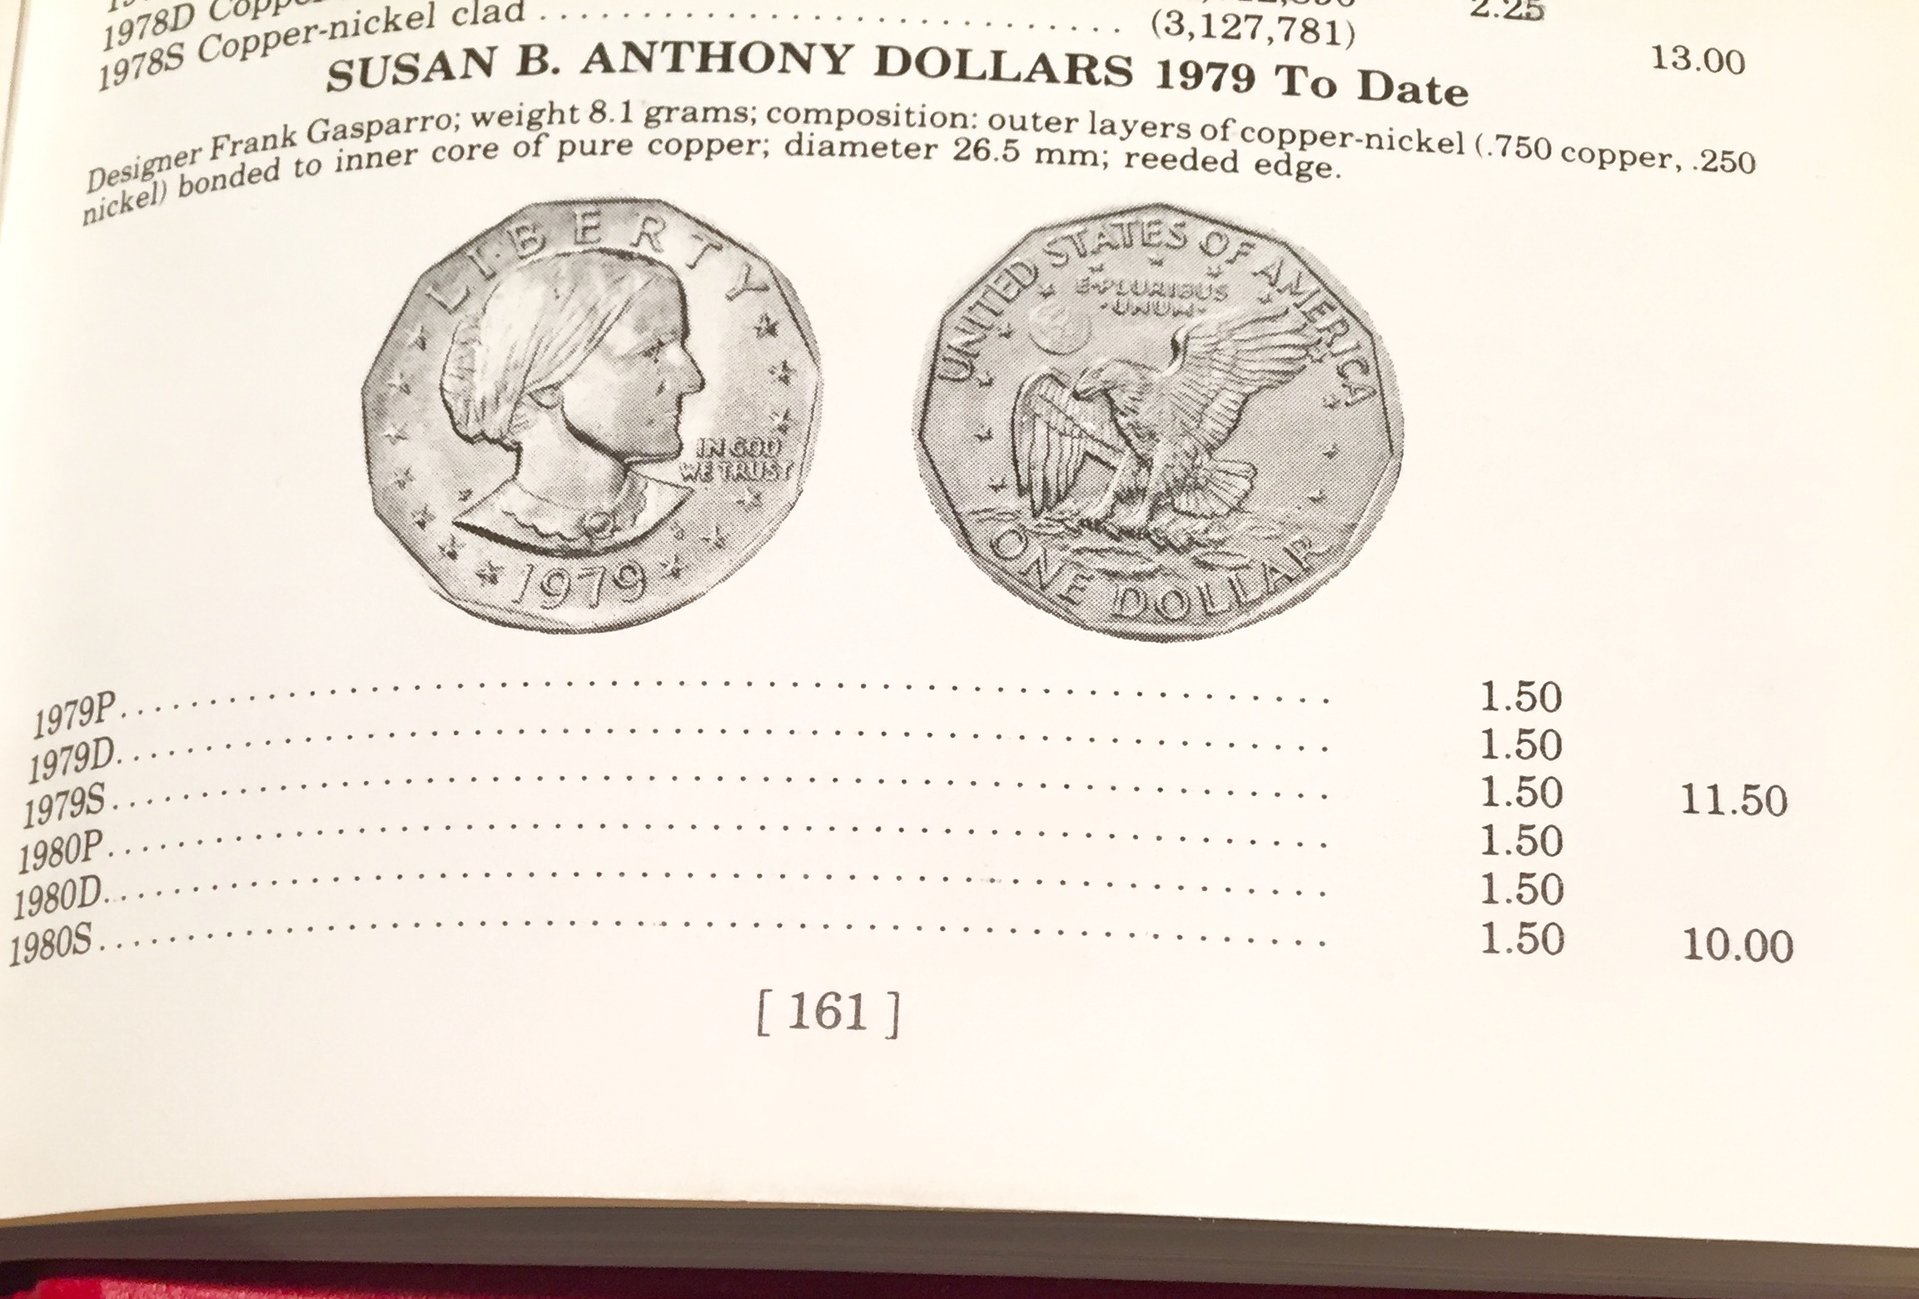 1978D
1978S Copper-nickel clad ........................ (3,127,781) 13.00
2.25
SUSAN B. ANTHONY DOLLARS 1979 To Date
Designer Frank Gasparro; weight 8.1 grams; composition: outer layers of copper-nickel (.750 copper, .250
nickel) bonded to inner core of pure copper; diameter 26.5 mm; reeded edge.
LIBERTY
IN GOD
WE TRUST
1979
UNITED STATES OF AMERICA
E·PLURIBUS
·UNUM·
ONE DOLLAR
1979P ........................ 1.50
1979D ........................ 1.50
1979S ........................ 1.50 11.50
1980P ........................ 1.50
1980D ........................ 1.50
1980S ........................ 1.50 10.00
[ 161 ]